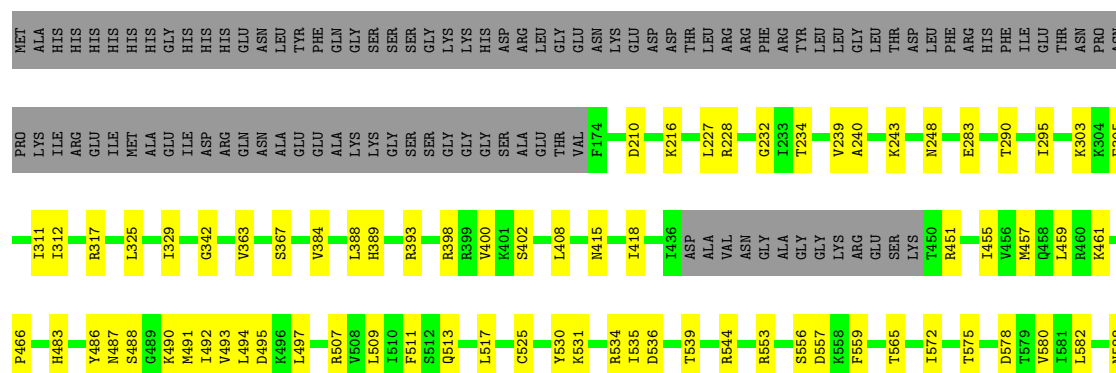 MET ALA HIS HIS HIS HIS HIS HIS GLY HIS HIS HIS GLU ASN LEU TYR PHE GLN GLY SER SER SER GLY LYS LYS HIS ASP ARG LEU GLY GLU ASN LYS GLU ASP ASP THR LEU ARG ARG PHE ARG TYR LEU LEU GLY LEU THR ASP LEU PHE ARG HIS PHE ILE GLU THR ASN PRO
PRO LYS ILE ARG GLU ILE MET ALA GLU ILE ASP ARG GLN ASN ASN ALA GLU GLU ALA LYS LYS GLY SER SER GLY GLY GLY SER ALA GLU THR VAL F174 D210 K216 L227 R228 G232 I233 T234 V239 A240 K243 N248 E283 T290 I295 K303 K304
I311 I312 R317 L325 I329 G342 V363 S367 V384 L388 H389 R393 R398 R399 V400 K401 S402 L408 N415 I418 I436 ASP ALA VAL ASN GLY ALA GLY GLY LYS ARG GLU SER LYS T450 R451 I455 V456 M457 Q458 L459 R460 K461
P466 H483 Y486 N487 S488 G489 K490 M491 I492 V493 L494 D495 K496 L497 R507 V508 L509 I510 F511 S512 Q513 L517 C525 Y530 K531 R534 I535 D536 T539 R544 R553 S556 D557 K558 F559 T565 I572 T575 D578 T579 V580 I581 L582